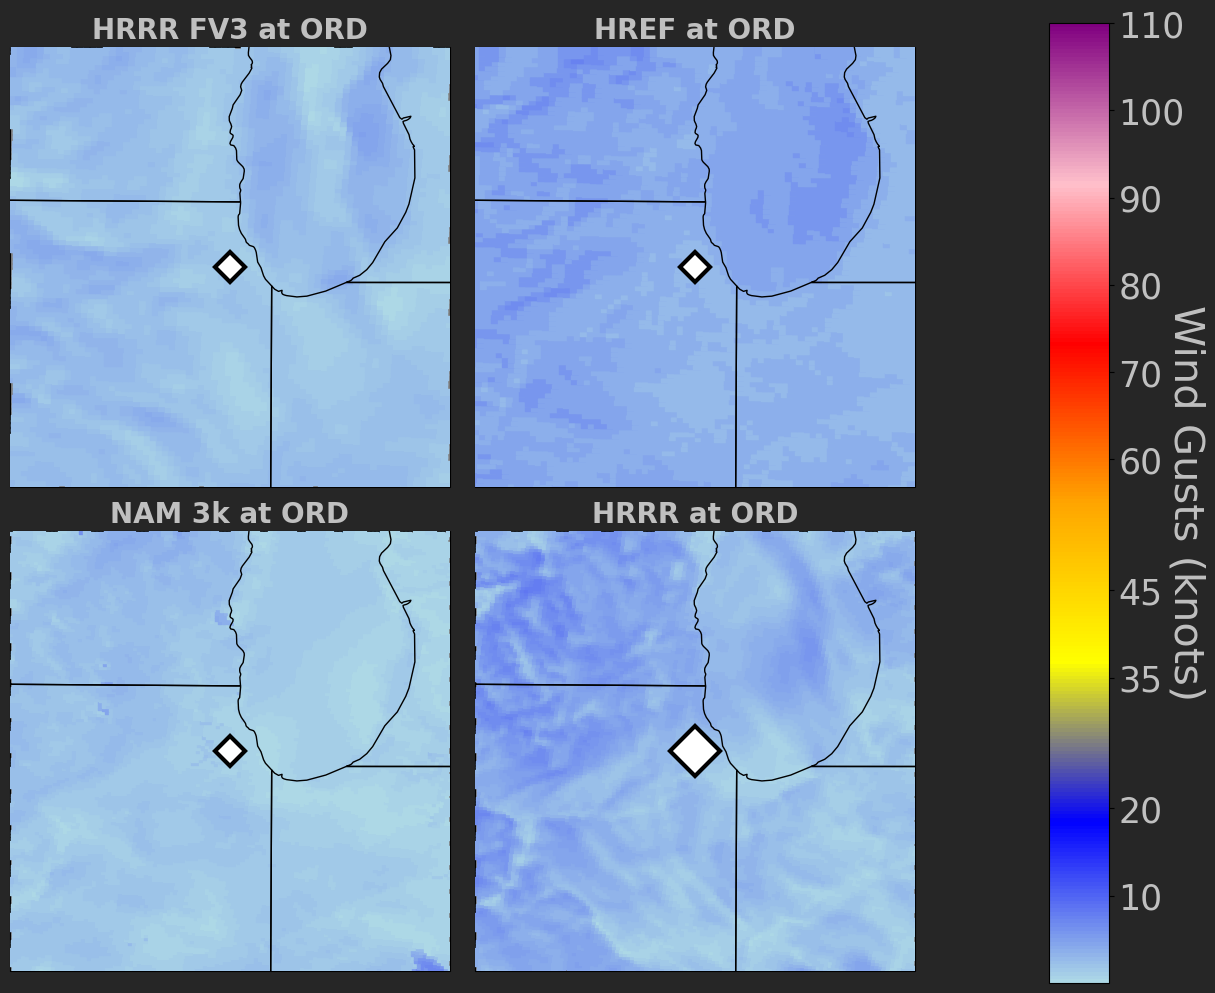 HRRR FV3 at ORD
HREF at ORD
NAM 3k at ORD
HRRR at ORD
110
100
90
80
70
60
45
35
20
10
Wind Gusts (knots)